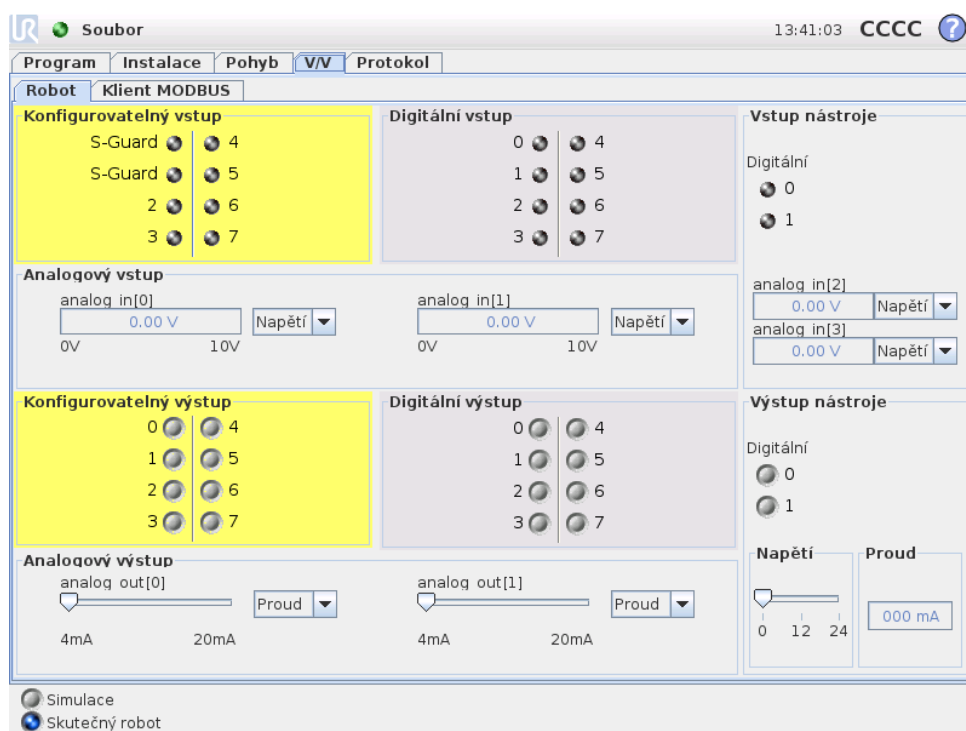 UR Soubor 13:41:03 CCCC ?
Program Instalace Pohyb V/V Protokol
Robot Klient MODBUS
Konfigurovatelný vstup
S-Guard 4
S-Guard 5
2 6
3 7
Digitální vstup
0 4
1 5
2 6
3 7
Vstup nástroje
Digitální
0
1
analog in[2]
0.00 V Napětí
analog in[3]
0.00 V Napětí
Analogový vstup
analog in[0]
0.00 V Napětí
0V 10V
analog in[1]
0.00 V Napětí
0V 10V
Konfigurovatelný výstup
0 4
1 5
2 6
3 7
Digitální výstup
0 4
1 5
2 6
3 7
Výstup nástroje
Digitální
0
1
Napětí
0 12 24
Proud
000 mA
Analogový výstup
analog out[0]
Proud
4mA 20mA
analog out[1]
Proud
4mA 20mA
Simulace
Skutečný robot